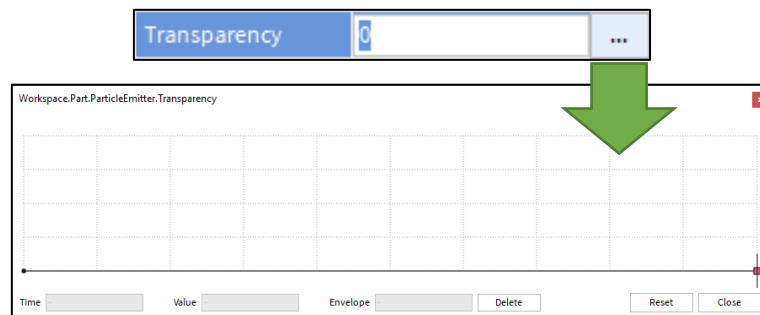 Transparency 0 ...
Workspace.Part.ParticleEmitter.Transparency
Time - Value - Envelope - Delete Reset Close